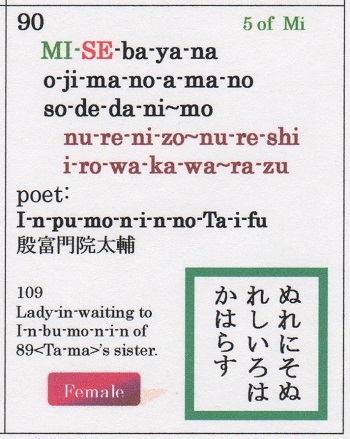 90
5 of Mi
MI-SE-ba-ya-na
o-ji-ma-no-a-ma-no
so-de-da-ni~mo
nu-re-ni-zo~nu-re-shi
i-ro-wa-ka-wa~ra-zu
poet:
I-n-pu-mo-n-i-n-no-Ta-i-fu
殷富門院太輔
109
Lady-in-waiting to
I-n-bu-mo-n-i-n of
89<Ta-ma>'s sister.
Female
ぬれにそぬ
れしいろは
かはらす